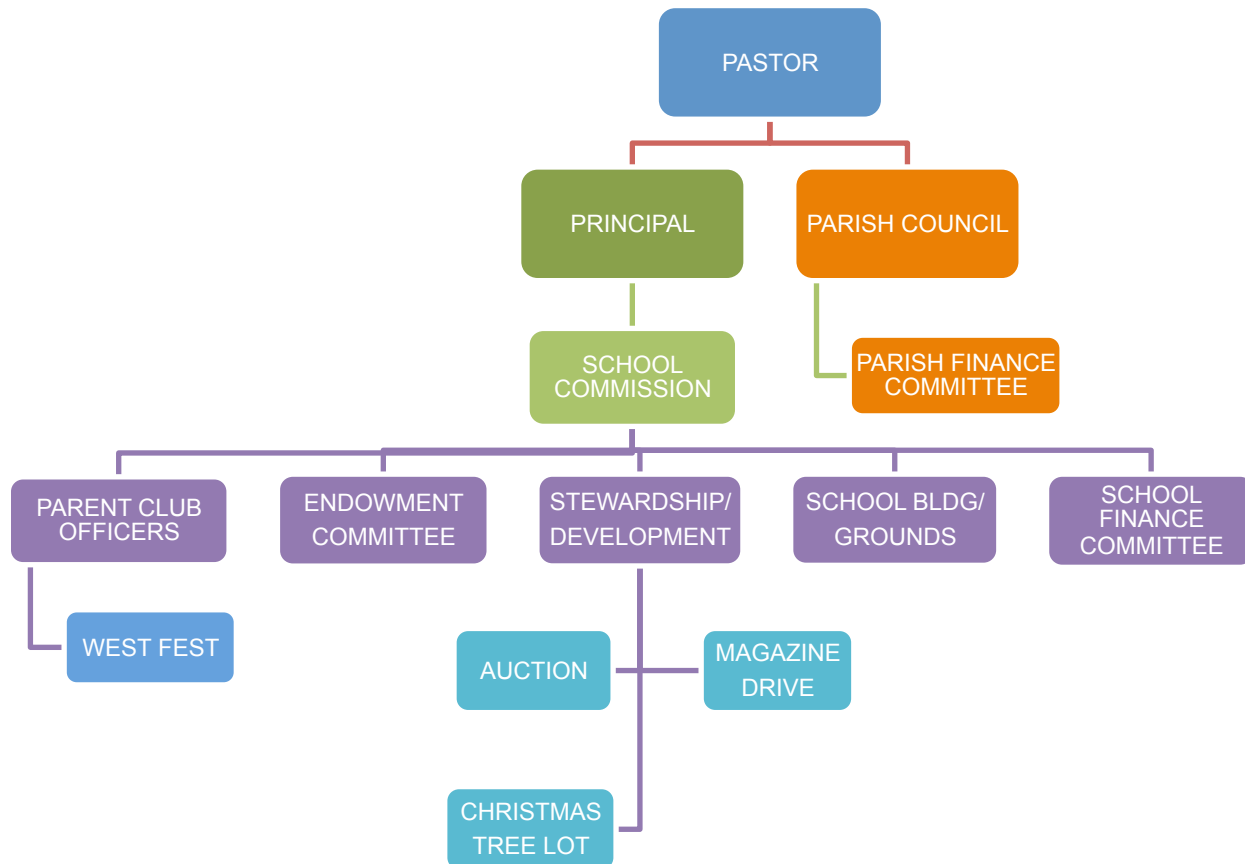 PASTOR
PRINCIPAL
PARISH COUNCIL
SCHOOL
COMMISSION
PARISH FINANCE
COMMITTEE
PARENT CLUB
OFFICERS
ENDOWMENT
COMMITTEE
STEWARDSHIP/
DEVELOPMENT
SCHOOL BLDG/
GROUNDS
SCHOOL
FINANCE
COMMITTEE
WEST FEST
AUCTION
MAGAZINE
DRIVE
CHRISTMAS
TREE LOT